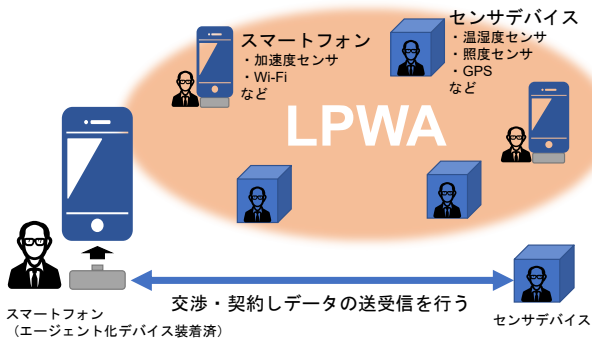 スマートフォン
・加速度センサ
・Wi-Fi
など
センサデバイス
・温湿度センサ
・照度センサ
・GPS
など
LPWA
交渉・契約しデータの送受信を行う
スマートフォン
（エージェント化デバイス装着済）
センサデバイス